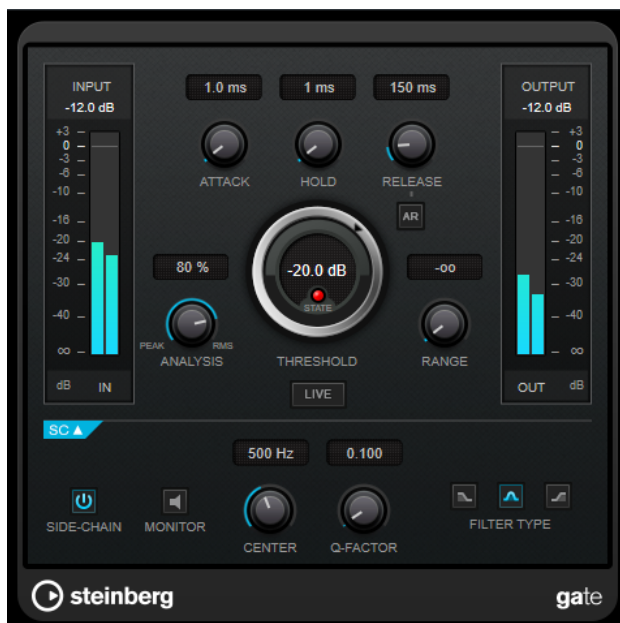 INPUT
-12.0 dB
+3
0
-3
-6
-10
-16
-20
-24
-30
-40
∞
dB IN
1.0 ms
1 ms
150 ms
ATTACK
HOLD
RELEASE
AR
80 %
-20.0 dB
-∞
STATE
PEAK
RMS
ANALYSIS
THRESHOLD
RANGE
LIVE
OUTPUT
-12.0 dB
+3
0
-3
-6
-10
-16
-20
-24
-30
-40
∞
OUT dB
SC
500 Hz
0.100
SIDE-CHAIN
MONITOR
CENTER
Q-FACTOR
FILTER TYPE
steinberg
gate